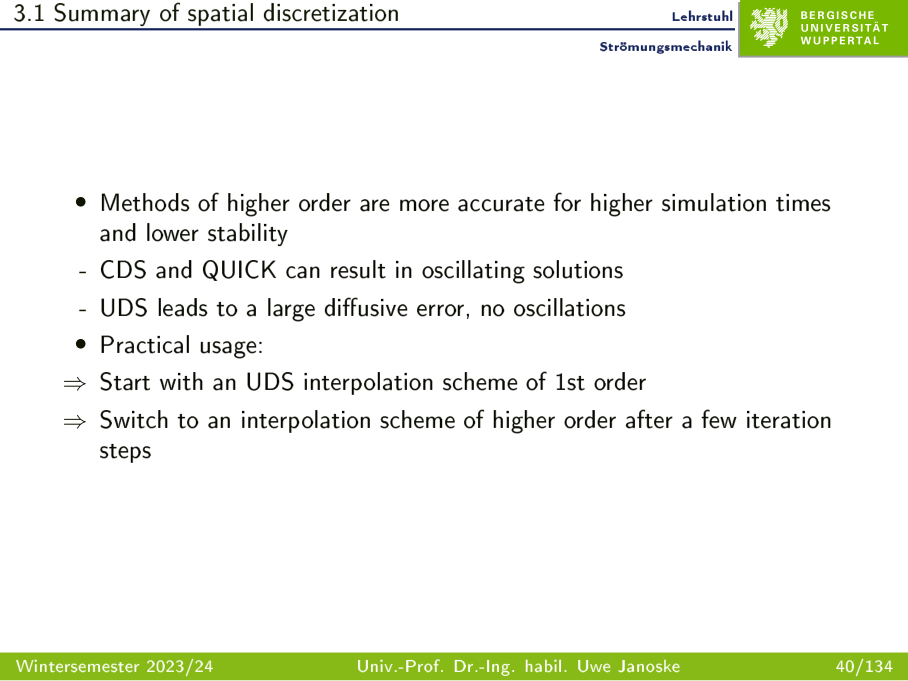 3.1 Summary of spatial discretization
Lehrstuhl
Strömungsmechanik
BERGISCHE
UNIVERSITÄT
WUPPERTAL
• Methods of higher order are more accurate for higher simulation times
and lower stability
- CDS and QUICK can result in oscillating solutions
- UDS leads to a large diffusive error, no oscillations
• Practical usage:
⇒ Start with an UDS interpolation scheme of 1st order
⇒ Switch to an interpolation scheme of higher order after a few iteration
steps
Wintersemester 2023/24
Univ.-Prof. Dr.-Ing. habil. Uwe Janoske
40/134